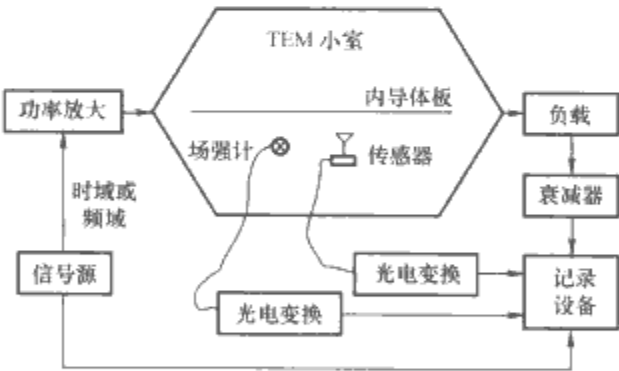 TEM 小室
功率放大
内导体板
负载
场强计
传感器
时域或
频域
衰减器
信号源
光电变换
记录
设备
光电变换